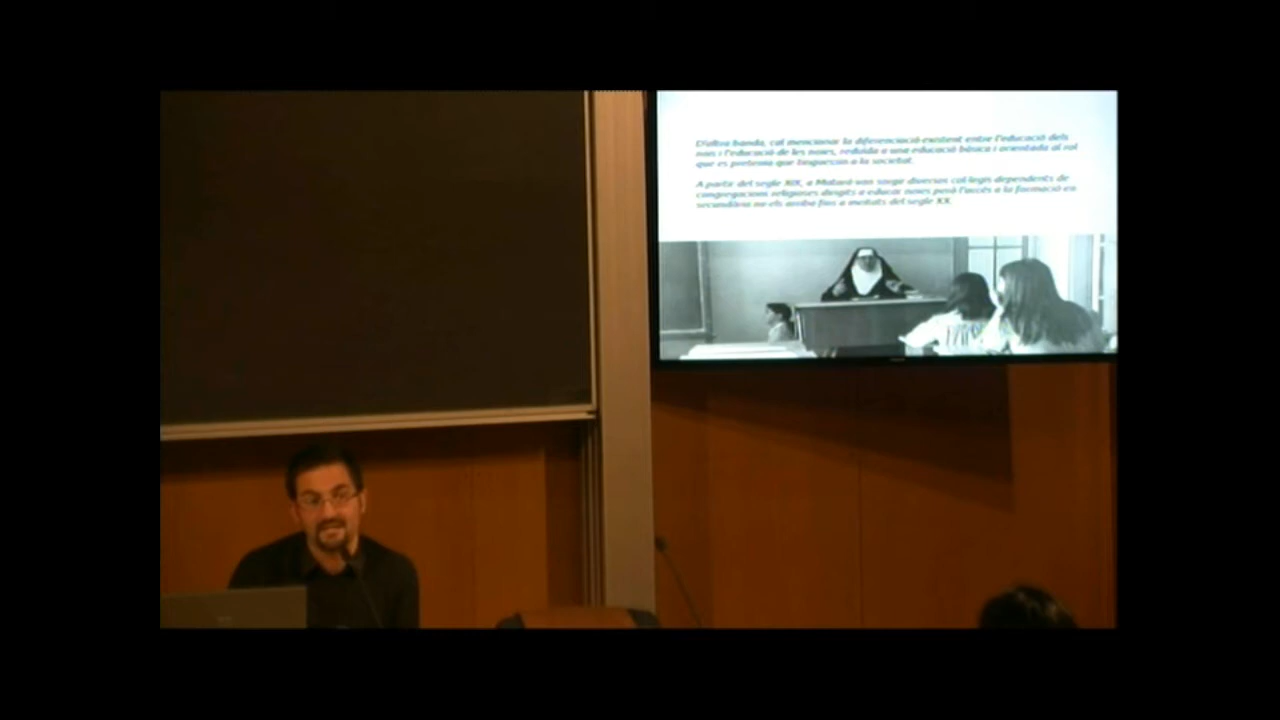 D'altra banda, cal mencionar la diferenciació existent entre l'educació dels
nois i l'educació de les noies, reduïda a una educació bàsica i orientada al rol
que es pretenia que tinguessin a la societat.
A partir del segle XIX, a Mataró van sorgir diversos col·legis dependents de
congregacions religioses dirigits a educar noies però l'accés a la formació en
secundària no els arriba fins a meitats del segle XX.